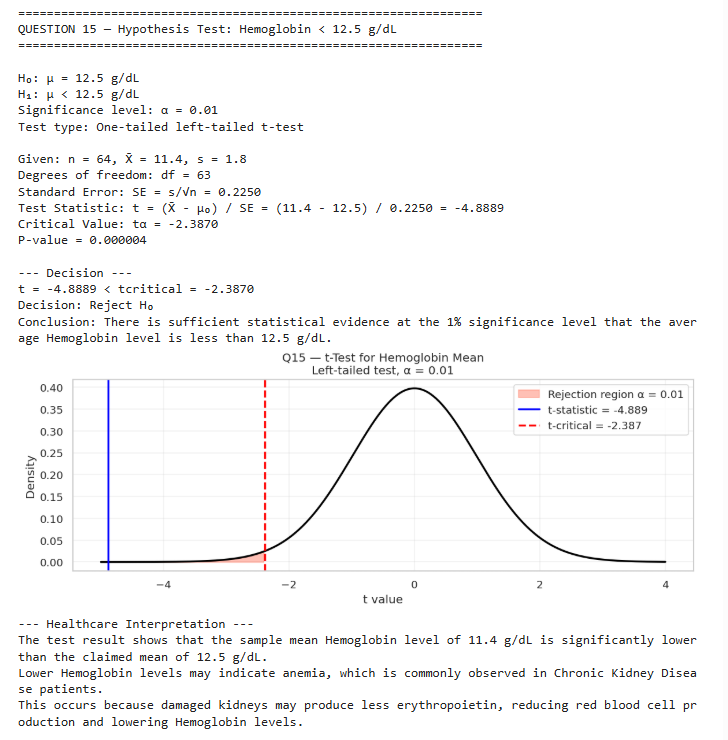 =================================================================
QUESTION 15 — Hypothesis Test: Hemoglobin < 12.5 g/dL
=================================================================
H₀: μ = 12.5 g/dL
H₁: μ < 12.5 g/dL
Significance level: α = 0.01
Test type: One-tailed left-tailed t-test
Given: n = 64, X̄ = 11.4, s = 1.8
Degrees of freedom: df = 63
Standard Error: SE = s/√n = 0.2250
Test Statistic: t = (X̄ - μ₀) / SE = (11.4 - 12.5) / 0.2250 = -4.8889
Critical Value: tα = -2.3870
P-value = 0.000004
--- Decision ---
t = -4.8889 < tcritical = -2.3870
Decision: Reject H₀
Conclusion: There is sufficient statistical evidence at the 1% significance level that the aver
age Hemoglobin level is less than 12.5 g/dL.
Q15 — t-Test for Hemoglobin Mean
Left-tailed test, α = 0.01
Rejection region α = 0.01
t-statistic = -4.889
t-critical = -2.387
Density
0.40
0.35
0.30
0.25
0.20
0.15
0.10
0.05
0.00
−4 −2 0 2 4
t value
--- Healthcare Interpretation ---
The test result shows that the sample mean Hemoglobin level of 11.4 g/dL is significantly lower
than the claimed mean of 12.5 g/dL.
Lower Hemoglobin levels may indicate anemia, which is commonly observed in Chronic Kidney Disea
se patients.
This occurs because damaged kidneys may produce less erythropoietin, reducing red blood cell pr
oduction and lowering Hemoglobin levels.